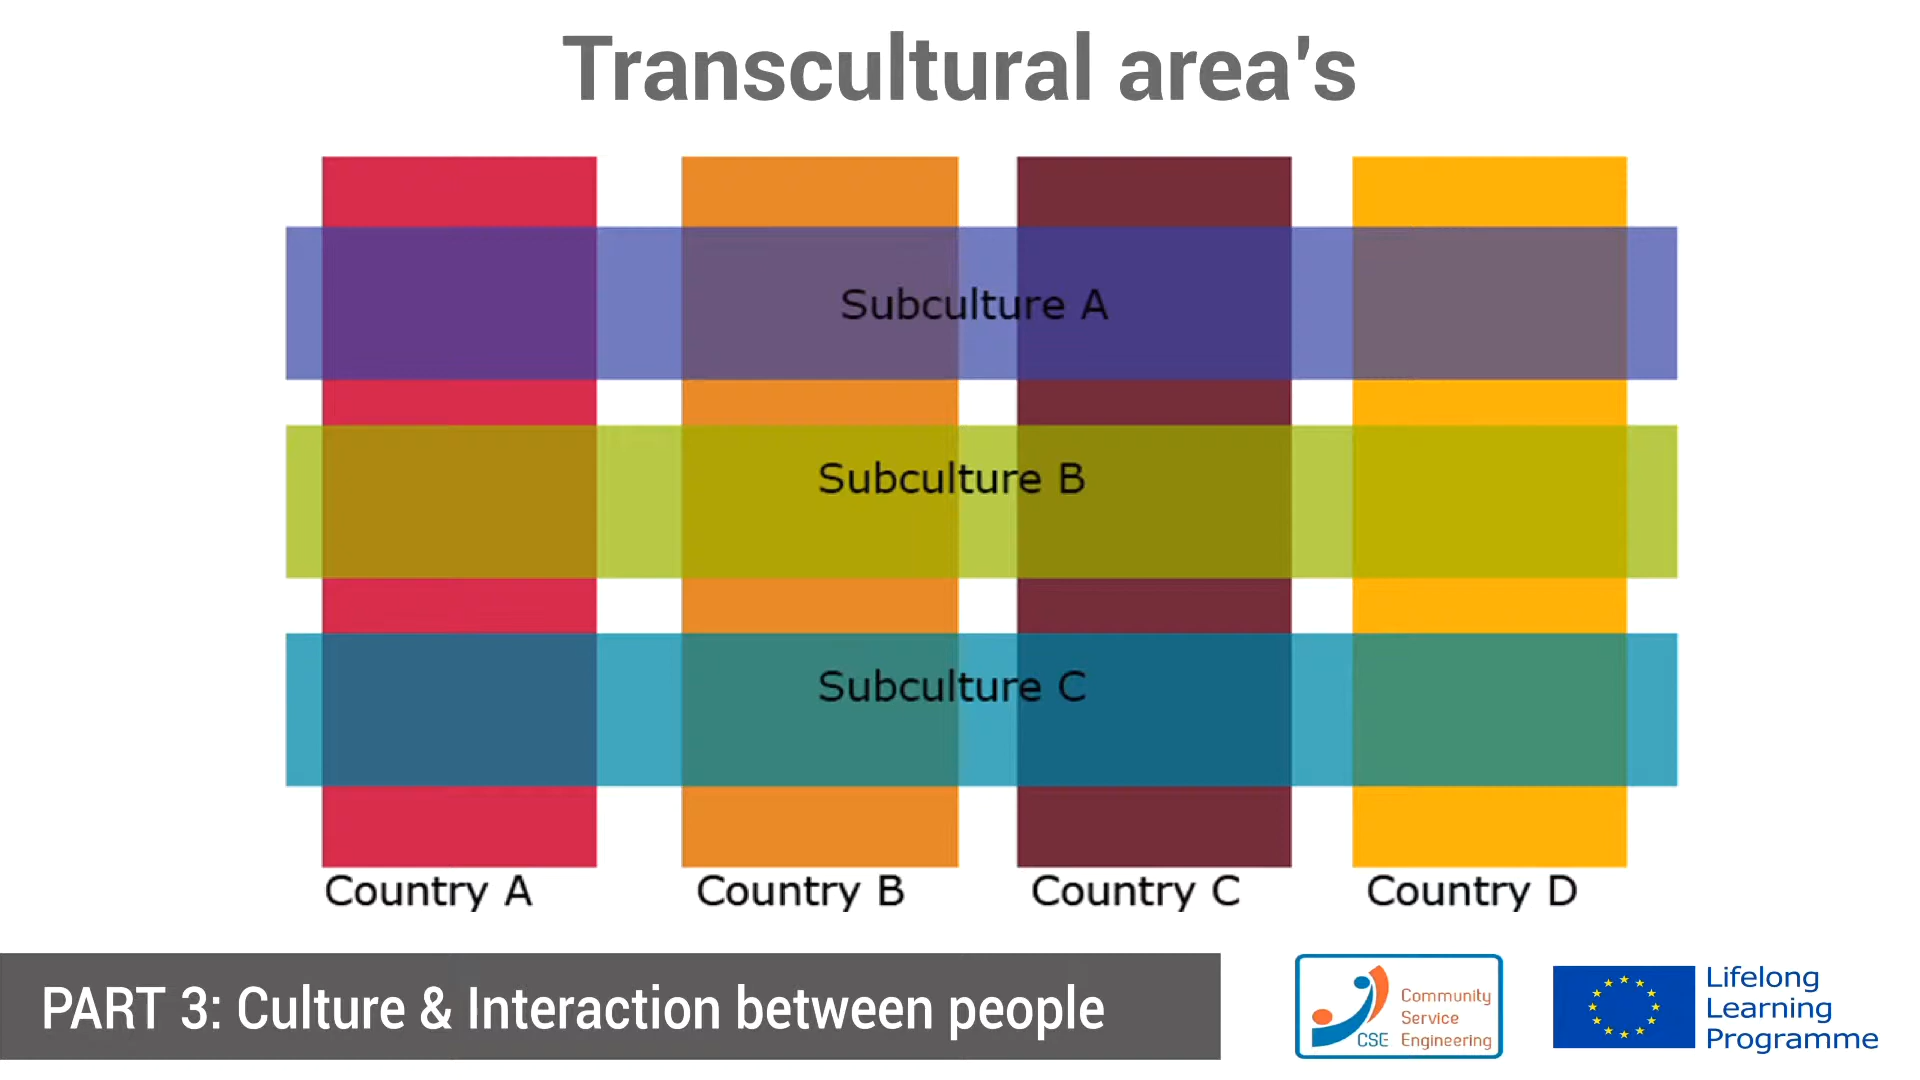 Transcultural area's
Subculture A
Subculture B
Subculture C
Country A
Country B
Country C
Country D
PART 3: Culture & Interaction between people
CSE
Community
Service
Engineering
Lifelong
Learning
Programme